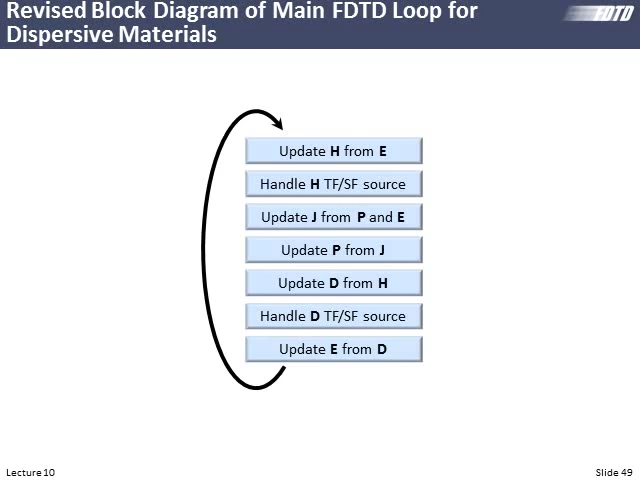 Revised Block Diagram of Main FDTD Loop for
Dispersive Materials
FDTD
Update H from E
Handle H TF/SF source
Update J from P and E
Update P from J
Update D from H
Handle D TF/SF source
Update E from D
Lecture 10
Slide 49